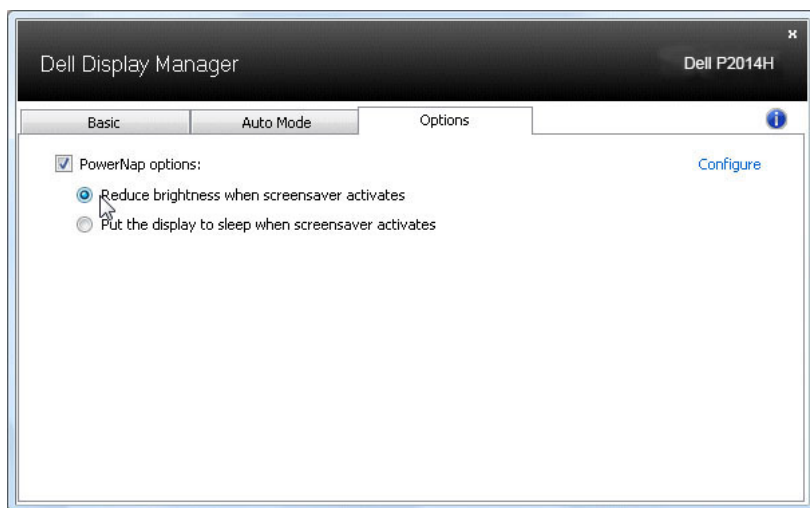 x
Dell Display Manager
Dell P2014H
Basic Auto Mode Options
PowerNap options: Configure
Reduce brightness when screensaver activates
Put the display to sleep when screensaver activates